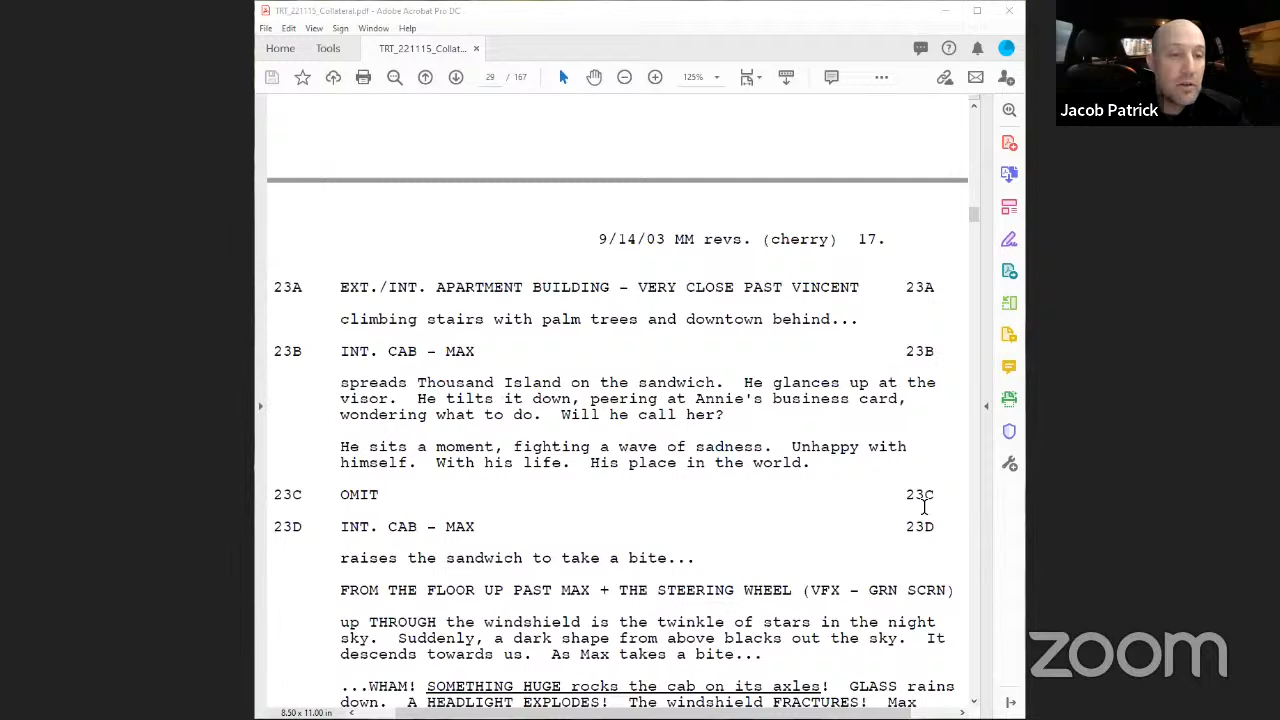 TRT_221115_Collateral.pdf - Adobe Acrobat Pro DC
File Edit View Sign Window Help
Home Tools TRT_221115_Collat... ×
29 / 167 125%
Jacob Patrick
9/14/03 MM revs. (cherry) 17.
23A EXT./INT. APARTMENT BUILDING - VERY CLOSE PAST VINCENT 23A
climbing stairs with palm trees and downtown behind...
23B INT. CAB - MAX 23B
spreads Thousand Island on the sandwich. He glances up at the
visor. He tilts it down, peering at Annie's business card,
wondering what to do. Will he call her?
He sits a moment, fighting a wave of sadness. Unhappy with
himself. With his life. His place in the world.
23C OMIT 23C
23D INT. CAB - MAX 23D
raises the sandwich to take a bite...
FROM THE FLOOR UP PAST MAX + THE STEERING WHEEL (VFX - GRN SCRN)
up THROUGH the windshield is the twinkle of stars in the night
sky. Suddenly, a dark shape from above blacks out the sky. It
descends towards us. As Max takes a bite...
...WHAM! SOMETHING HUGE rocks the cab on its axles! GLASS rains
down. A HEADLIGHT EXPLODES! The windshield FRACTURES! Max
8.50 x 11.00 in
zoom